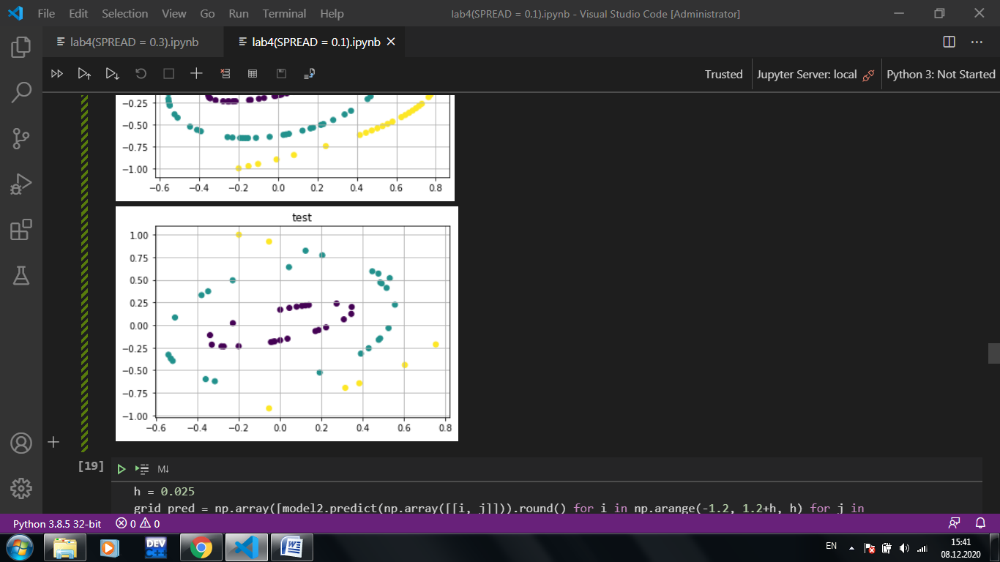 File Edit Selection View Go Run Terminal Help lab4(SPREAD = 0.1).ipynb - Visual Studio Code [Administrator]
lab4(SPREAD = 0.3).ipynb lab4(SPREAD = 0.1).ipynb
Trusted Jupyter Server: local Python 3: Not Started
−0.25
−0.50
−0.75
−1.00
−0.6 −0.4 −0.2 0.0 0.2 0.4 0.6 0.8
test
1.00
0.75
0.50
0.25
0.00
−0.25
−0.50
−0.75
−1.00
−0.6 −0.4 −0.2 0.0 0.2 0.4 0.6 0.8
[19] M↓
h = 0.025
grid_pred = np.array([model2.predict(np.array([[i, j]])).round() for i in np.arange(-1.2, 1.2+h, h) for j in
Python 3.8.5 32-bit 0 0
DEV C++ W EN 15:41
08.12.2020